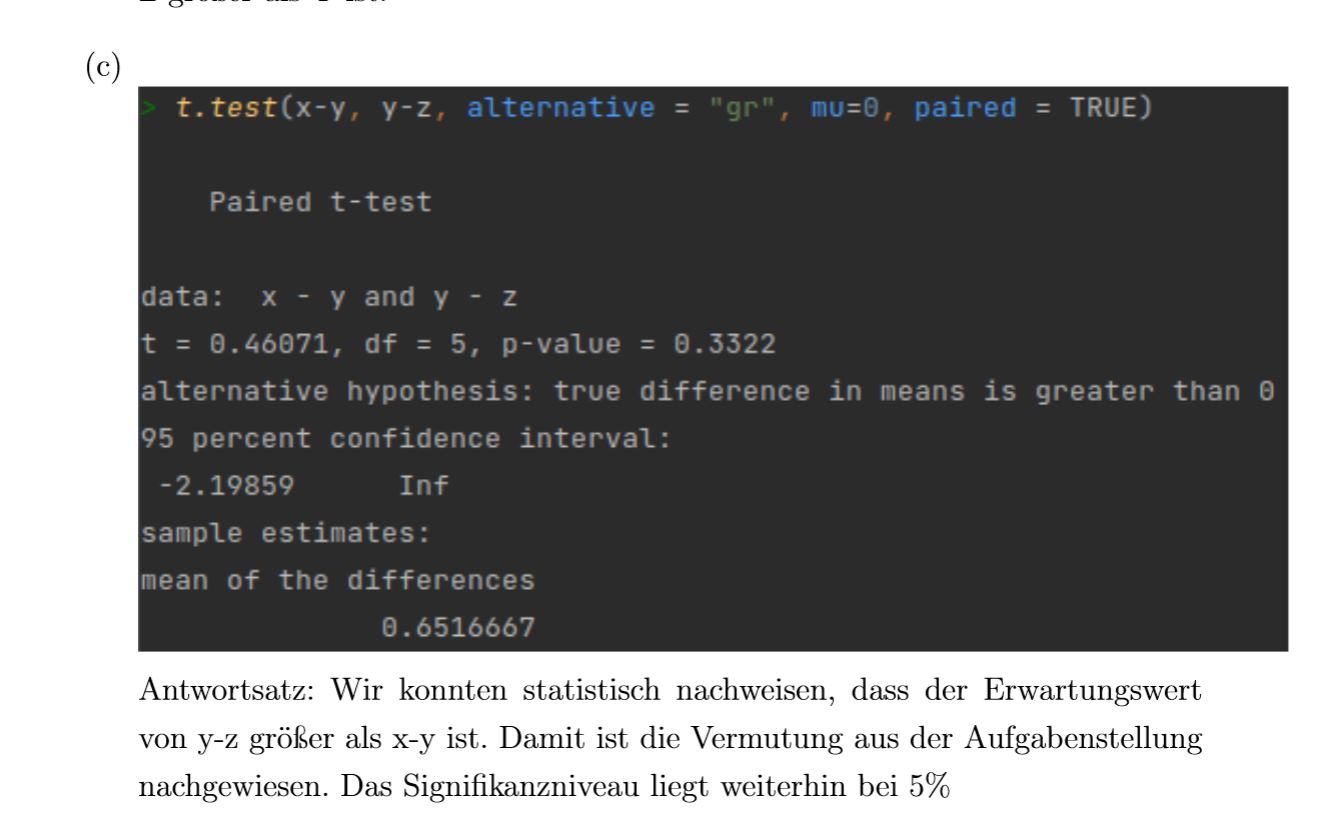 größer als
ist.
(c)
> t.test(x-y, y-z, alternative = "gr", mu=0, paired = TRUE)
Paired t-test
data:  x - y and y - z
t = 0.46071, df = 5, p-value = 0.3322
alternative hypothesis: true difference in means is greater than 0
95 percent confidence interval:
-2.19859      Inf
sample estimates:
mean of the differences
0.6516667
Antwortsatz: Wir konnten statistisch nachweisen, dass der Erwartungswert
von y-z größer als x-y ist. Damit ist die Vermutung aus der Aufgabenstellung
nachgewiesen. Das Signifikanzniveau liegt weiterhin bei 5%